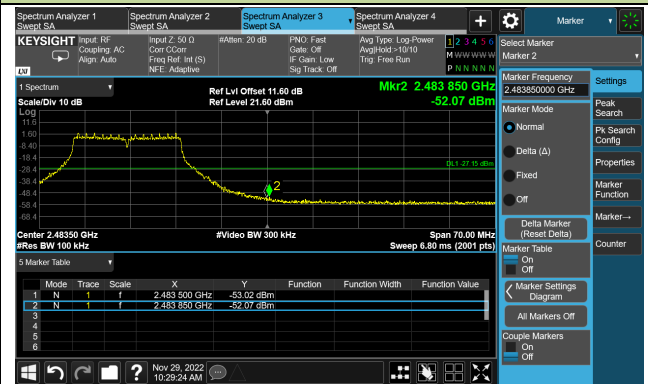 Spectrum Analyzer 1
Swept SA
Spectrum Analyzer 2
Swept SA
Spectrum Analyzer 3
Swept SA
Spectrum Analyzer 4
Swept SA
+
Marker
KEYSIGHT
Input: RF
Coupling: AC
Align: Auto
Input Z: 50 Ω
Corr CCorr
Freq Ref: Int (S)
NFE: Adaptive
#Atten: 20 dB
PNO: Fast
Gate: Off
IF Gain: Low
Sig Track: Off
Avg Type: Log-Power
Avg|Hold:>10/10
Trig: Free Run
1 2 3 4 5 6
M W W W W W
P N N N N N
LXI
Select Marker
Marker 2
1 Spectrum
Scale/Div 10 dB
Ref Lvl Offset 11.60 dB
Ref Level 21.60 dBm
Mkr2 2.483 850 GHz
-52.07 dBm
Log
11.6
1.60
-8.40
-18.4
-28.4
-38.4
-48.4
-58.4
-68.4
DL1 -27.15 dBm
2
Center 2.48350 GHz
#Res BW 100 kHz
#Video BW 300 kHz
Span 70.00 MHz
Sweep 6.80 ms (2001 pts)
5 Marker Table
Mode Trace Scale X Y Function Function Width Function Value
1 N 1 f 2.483 500 GHz -53.02 dBm
2 N 1 f 2.483 850 GHz -52.07 dBm
3
4
5
6
Marker Frequency
2.483850000 GHz
Marker Mode
Normal
Delta (Δ)
Fixed
Off
Delta Marker
(Reset Delta)
Marker Table
On
Off
Marker Settings
Diagram
All Markers Off
Couple Markers
On
Off
Settings
Peak
Search
Pk Search
Config
Properties
Marker
Function
Marker→
Counter
?
Nov 29, 2022
10:29:24 AM